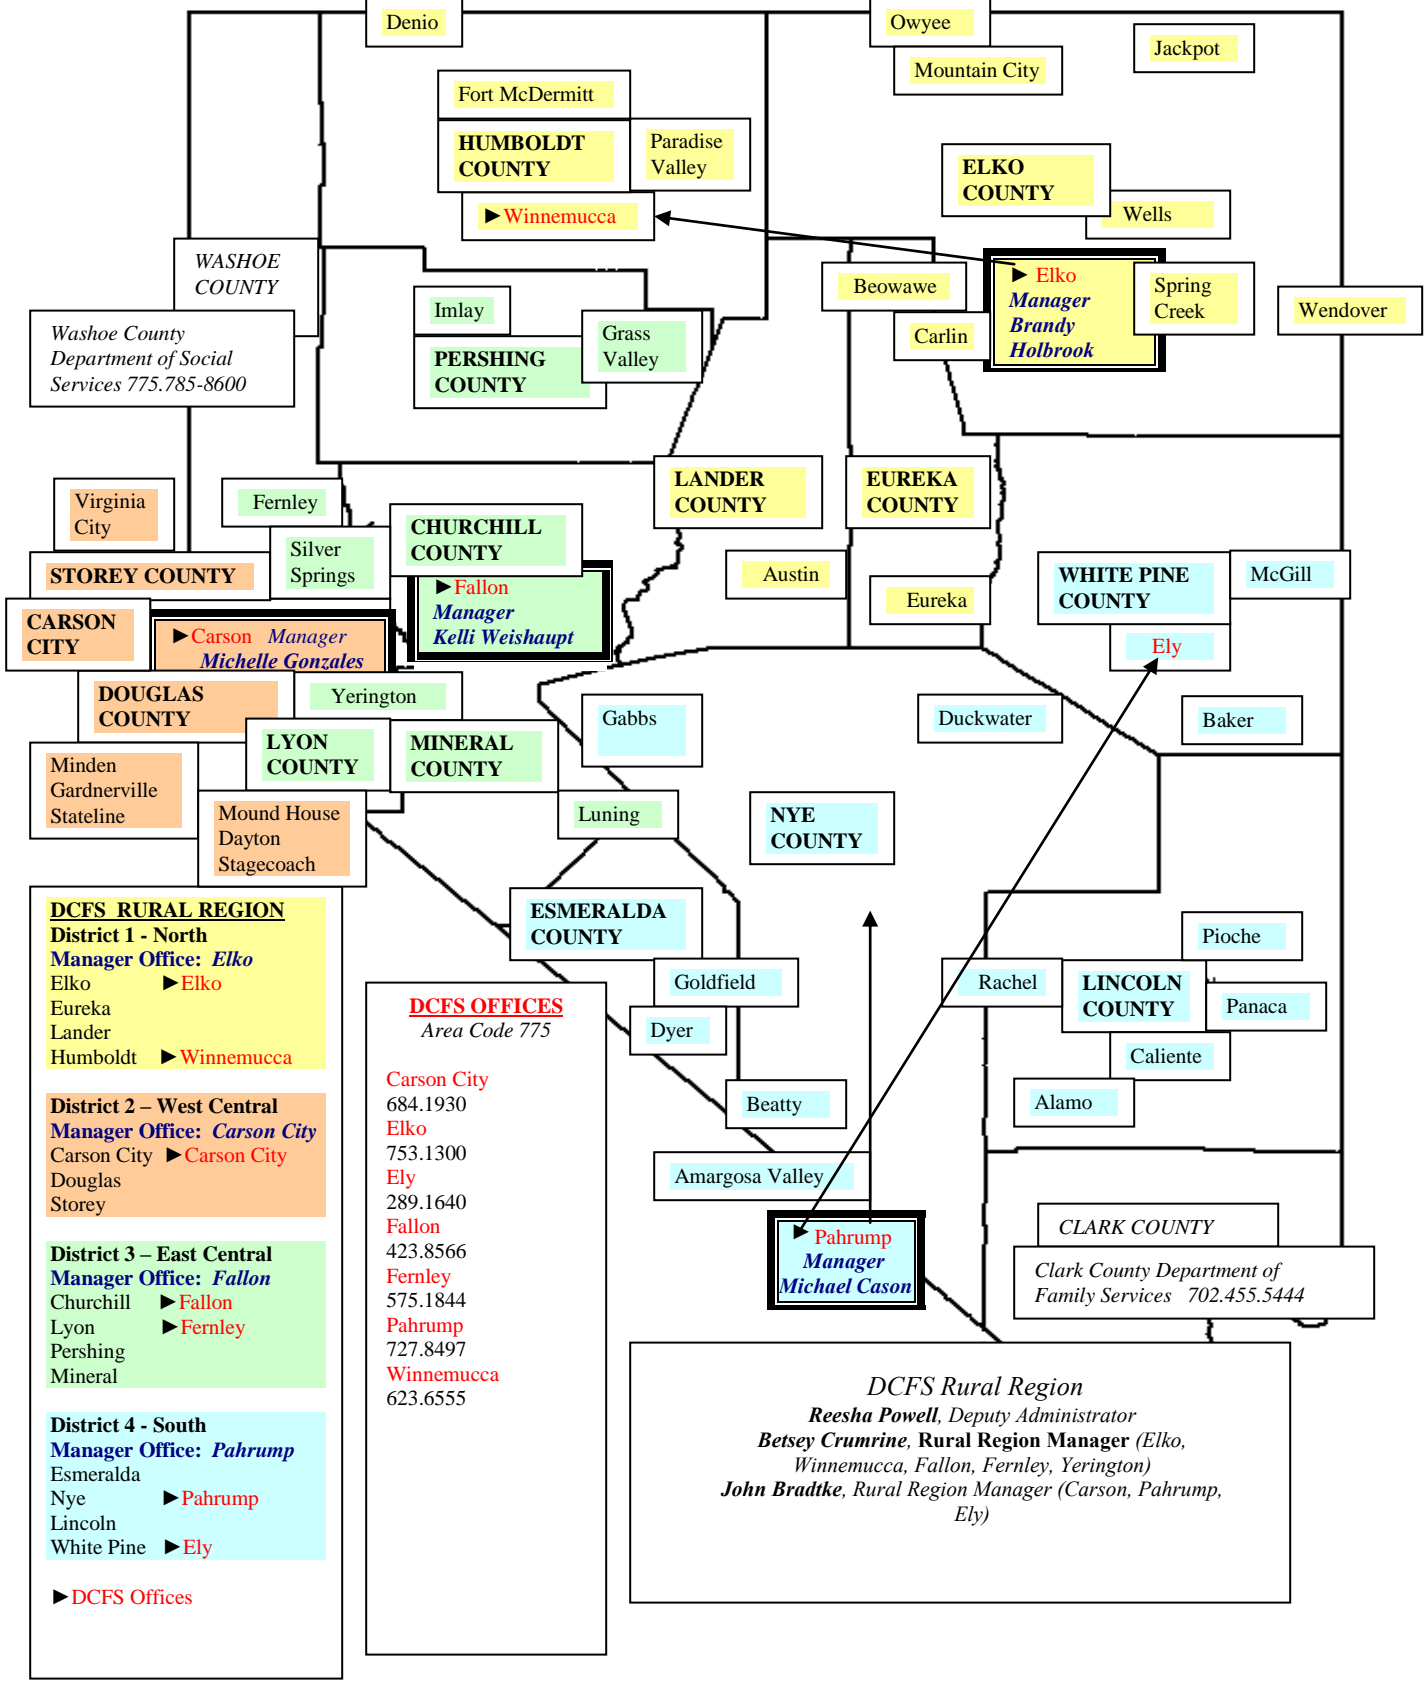 Denio
Owyee
Mountain City
Jackpot
Fort McDermitt
HUMBOLDT
COUNTY
Paradise
Valley
►Winnemucca
ELKO
COUNTY
Wells
WASHOE
COUNTY
Washoe County
Department of Social
Services 775.785-8600
Imlay
PERSHING
COUNTY
Grass
Valley
Beowawe
Carlin
► Elko
Manager
Brandy
Holbrook
Spring
Creek
Wendover
LANDER
COUNTY
EUREKA
COUNTY
Virginia
City
Fernley
Silver
Springs
CHURCHILL
COUNTY
►Fallon
Manager
Kelli Weishaupt
STOREY COUNTY
CARSON
CITY
►Carson Manager
Michelle Gonzales
Austin
Eureka
WHITE PINE
COUNTY
McGill
Ely
DOUGLAS
COUNTY
Yerington
LYON
COUNTY
MINERAL
COUNTY
Gabbs
Duckwater
Baker
Minden
Gardnerville
Stateline
Mound House
Dayton
Stagecoach
Luning
NYE
COUNTY
ESMERALDA
COUNTY
Goldfield
Dyer
Pioche
Rachel
LINCOLN
COUNTY
Panaca
Caliente
Alamo
Beatty
Amargosa Valley
► Pahrump
Manager
Michael Cason
CLARK COUNTY
Clark County Department of
Family Services 702.455.5444
DCFS RURAL REGION
District 1 - North
Manager Office: Elko
Elko ►Elko
Eureka
Lander
Humboldt ►Winnemucca
District 2 – West Central
Manager Office: Carson City
Carson City ►Carson City
Douglas
Storey
District 3 – East Central
Manager Office: Fallon
Churchill ►Fallon
Lyon ►Fernley
Pershing
Mineral
District 4 - South
Manager Office: Pahrump
Esmeralda
Nye ►Pahrump
Lincoln
White Pine ►Ely
►DCFS Offices
DCFS OFFICES
Area Code 775
Carson City
684.1930
Elko
753.1300
Ely
289.1640
Fallon
423.8566
Fernley
575.1844
Pahrump
727.8497
Winnemucca
623.6555
DCFS Rural Region
Reesha Powell, Deputy Administrator
Betsey Crumrine, Rural Region Manager (Elko,
Winnemucca, Fallon, Fernley, Yerington)
John Bradtke, Rural Region Manager (Carson, Pahrump,
Ely)